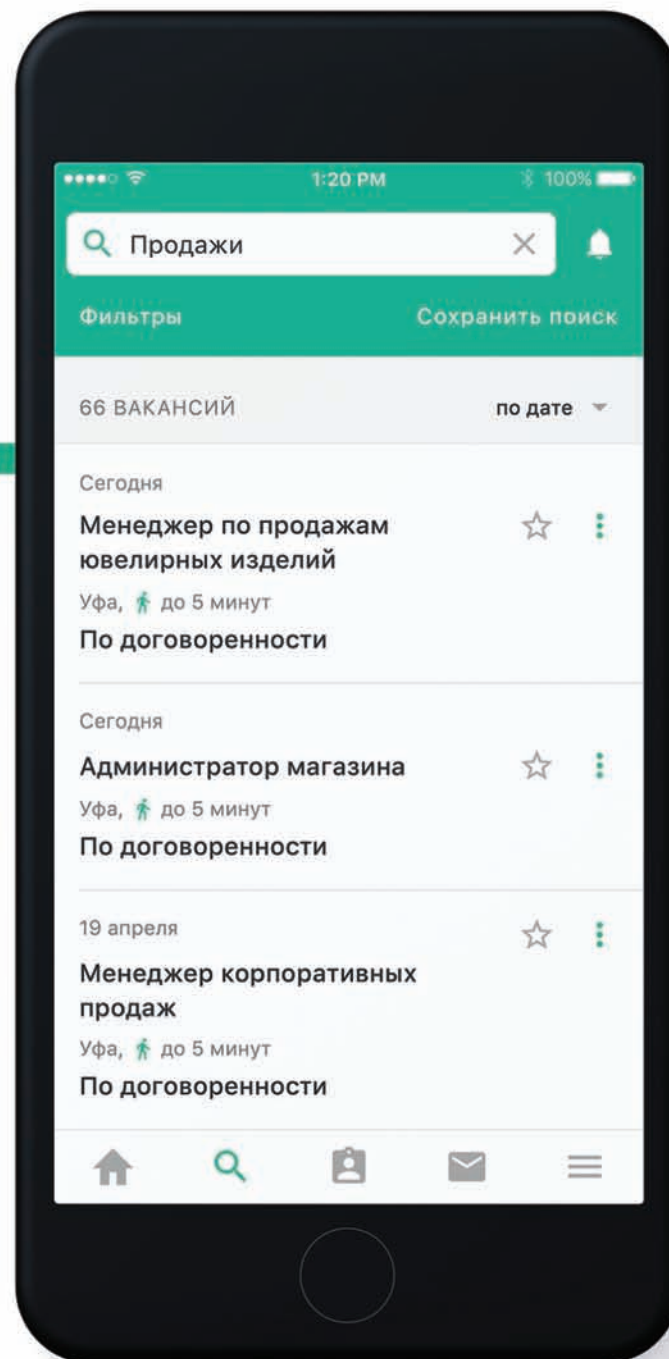 1:20 PM 100%
Продажи
Фильтры Сохранить поиск
66 ВАКАНСИЙ по дате
Сегодня
Менеджер по продажам
ювелирных изделий
Уфа, до 5 минут
По договоренности
Сегодня
Администратор магазина
Уфа, до 5 минут
По договоренности
19 апреля
Менеджер корпоративных
продаж
Уфа, до 5 минут
По договоренности